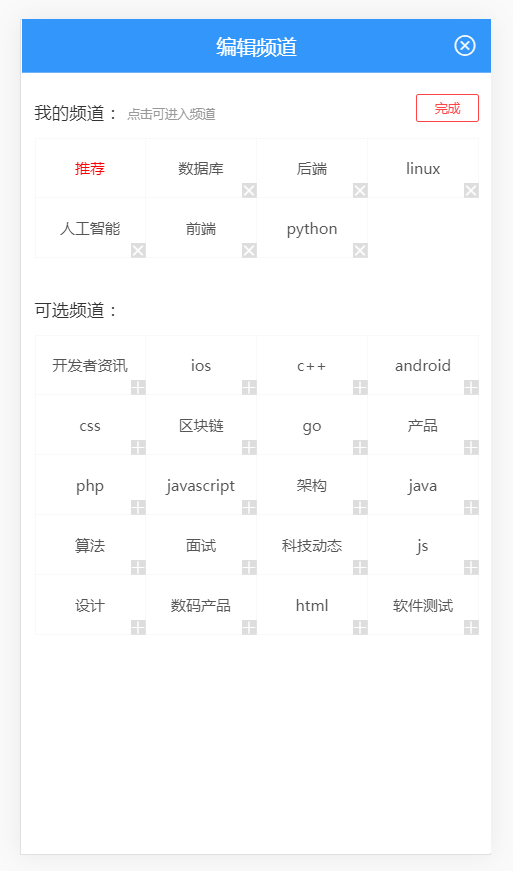 编辑频道
我的频道： 点击可进入频道 完成
推荐 数据库 后端 linux
人工智能 前端 python
可选频道：
开发者资讯 ios c++ android
css 区块链 go 产品
php javascript 架构 java
算法 面试 科技动态 js
设计 数码产品 html 软件测试